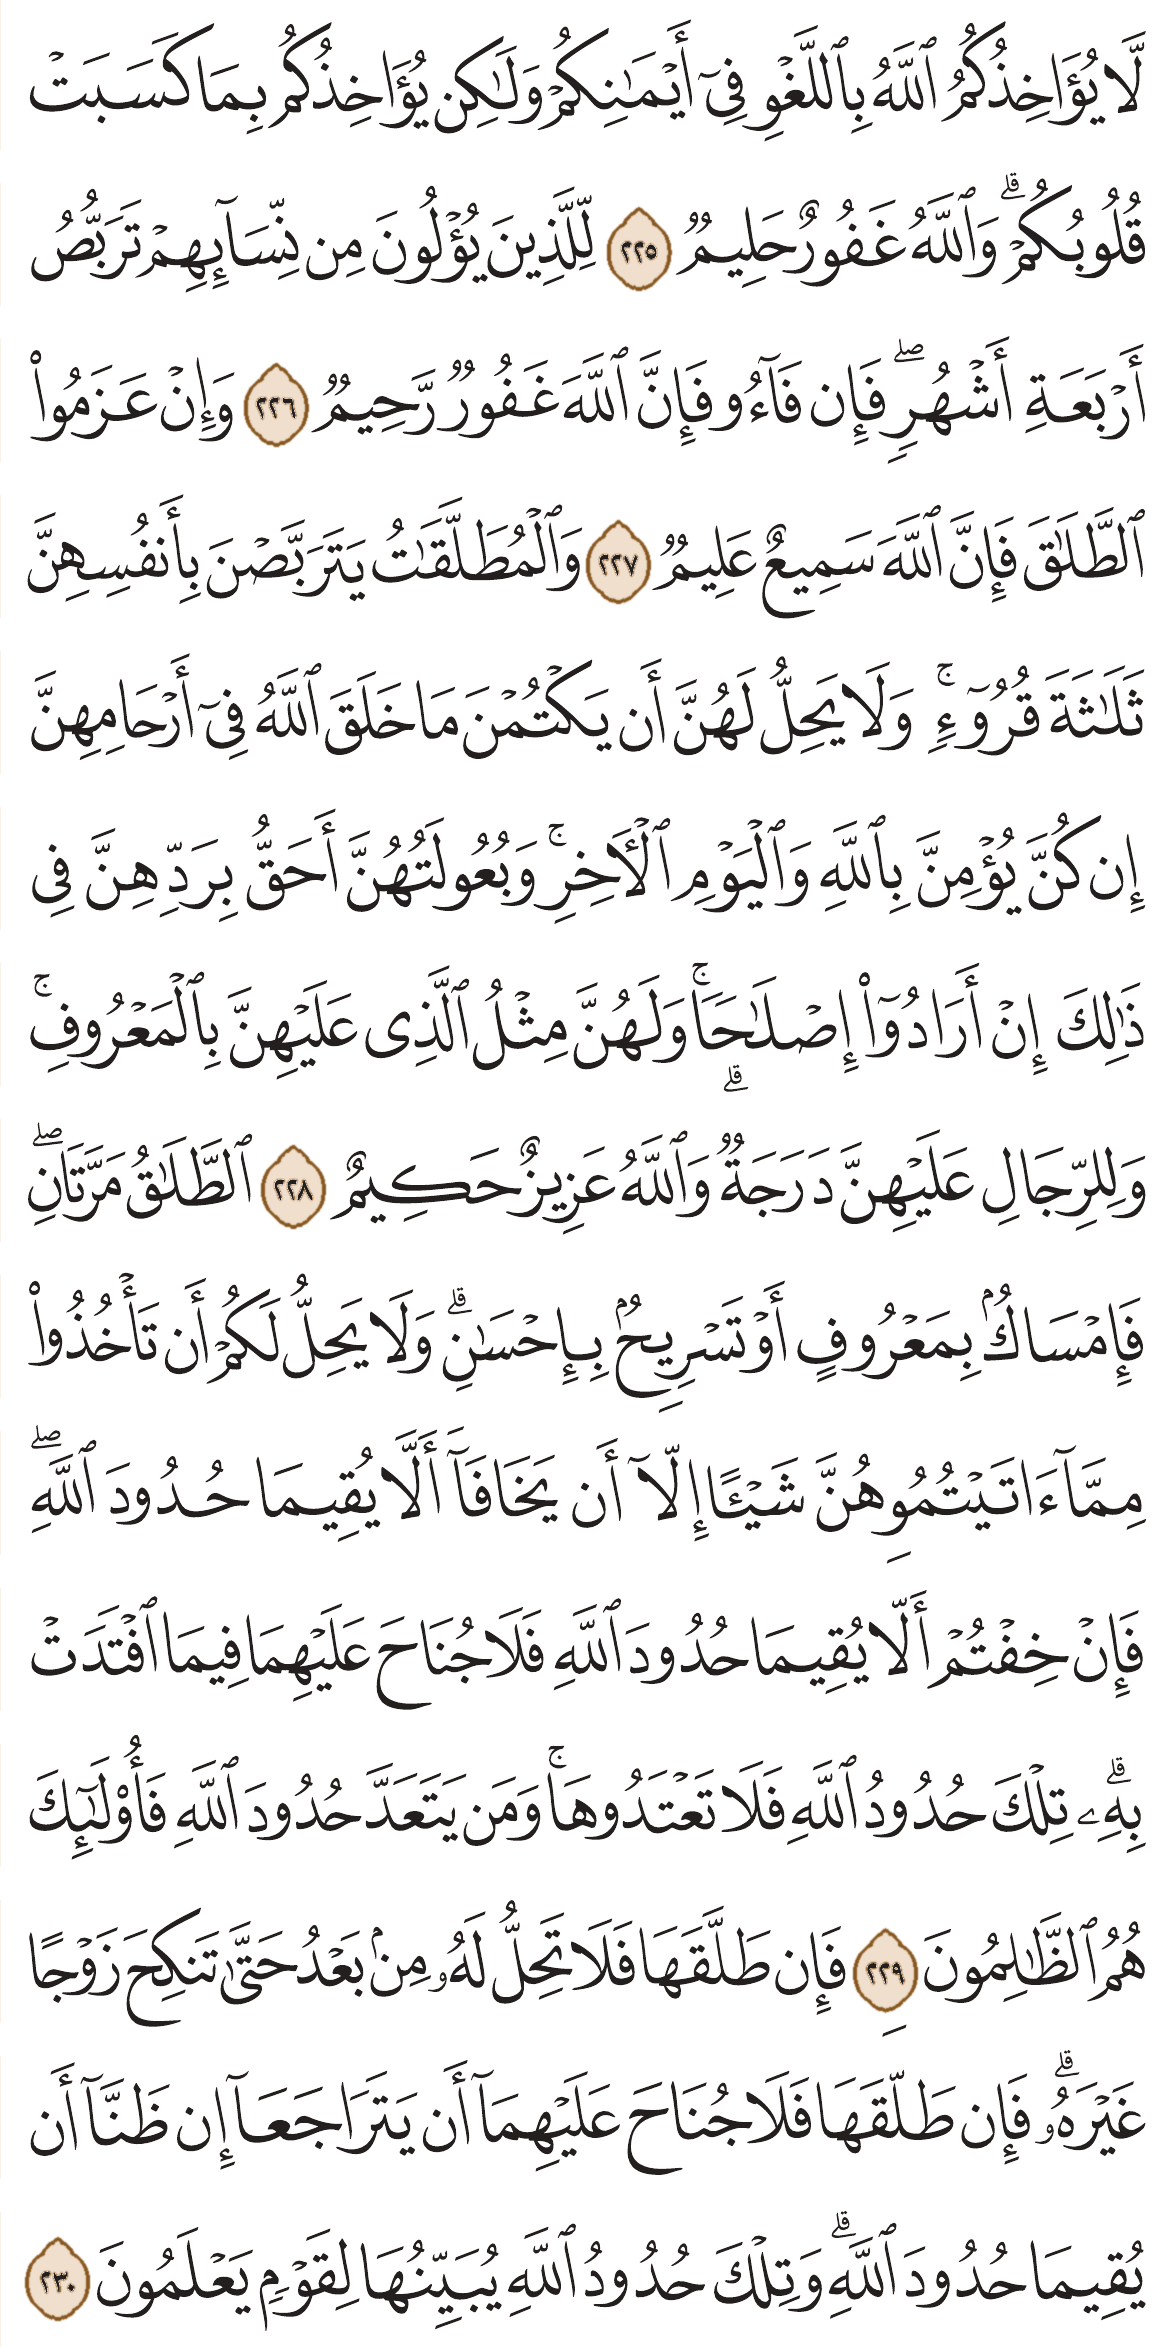 لَّا يُؤَاخِذُكُمُ ٱللَّهُ بِٱللَّغۡوِ فِيٓ أَيۡمَٰنِكُمۡ وَلَٰكِن يُؤَاخِذُكُم بِمَا كَسَبَتۡ
قُلُوبُكُمۡۗ وَٱللَّهُ غَفُورٌ حَلِيمٞ ٢٢٥ لِّلَّذِينَ يُؤۡلُونَ مِن نِّسَآئِهِمۡ تَرَبُّصُ
أَرۡبَعَةِ أَشۡهُرٖۖ فَإِن فَآءُو فَإِنَّ ٱللَّهَ غَفُورٞ رَّحِيمٞ ٢٢٦ وَإِنۡ عَزَمُواْ
ٱلطَّلَٰقَ فَإِنَّ ٱللَّهَ سَمِيعٌ عَلِيمٞ ٢٢٧ وَٱلۡمُطَلَّقَٰتُ يَتَرَبَّصۡنَ بِأَنفُسِهِنَّ
ثَلَٰثَةَ قُرُوٓءٖۚ وَلَا يَحِلُّ لَهُنَّ أَن يَكۡتُمۡنَ مَا خَلَقَ ٱللَّهُ فِيٓ أَرۡحَامِهِنَّ
إِن كُنَّ يُؤۡمِنَّ بِٱللَّهِ وَٱلۡيَوۡمِ ٱلۡأٓخِرِۚ وَبُعُولَتُهُنَّ أَحَقُّ بِرَدِّهِنَّ فِي
ذَٰلِكَ إِنۡ أَرَادُوٓاْ إِصۡلَٰحٗاۚ وَلَهُنَّ مِثۡلُ ٱلَّذِي عَلَيۡهِنَّ بِٱلۡمَعۡرُوفِۚ
وَلِلرِّجَالِ عَلَيۡهِنَّ دَرَجَةٞۗ وَٱللَّهُ عَزِيزٌ حَكِيمٌ ٢٢٨ ٱلطَّلَٰقُ مَرَّتَانِۖ
فَإِمۡسَاكُۢ بِمَعۡرُوفٍ أَوۡ تَسۡرِيحُۢ بِإِحۡسَٰنٖۗ وَلَا يَحِلُّ لَكُمۡ أَن تَأۡخُذُواْ
مِمَّآ ءَاتَيۡتُمُوهُنَّ شَيۡـًٔا إِلَّآ أَن يَخَافَآ أَلَّا يُقِيمَا حُدُودَ ٱللَّهِۖ
فَإِنۡ خِفۡتُمۡ أَلَّا يُقِيمَا حُدُودَ ٱللَّهِ فَلَا جُنَاحَ عَلَيۡهِمَا فِيمَا ٱفۡتَدَتۡ
بِهِۦۗ تِلۡكَ حُدُودُ ٱللَّهِ فَلَا تَعۡتَدُوهَاۚ وَمَن يَتَعَدَّ حُدُودَ ٱللَّهِ فَأُوْلَٰٓئِكَ
هُمُ ٱلظَّٰلِمُونَ ٢٢٩ فَإِن طَلَّقَهَا فَلَا تَحِلُّ لَهُۥ مِنۢ بَعۡدُ حَتَّىٰ تَنكِحَ زَوۡجًا
غَيۡرَهُۥۗ فَإِن طَلَّقَهَا فَلَا جُنَاحَ عَلَيۡهِمَآ أَن يَتَرَاجَعَآ إِن ظَنَّآ أَن
يُقِيمَا حُدُودَ ٱللَّهِۗ وَتِلۡكَ حُدُودُ ٱللَّهِ يُبَيِّنُهَا لِقَوۡمٖ يَعۡلَمُونَ ٢٣٠